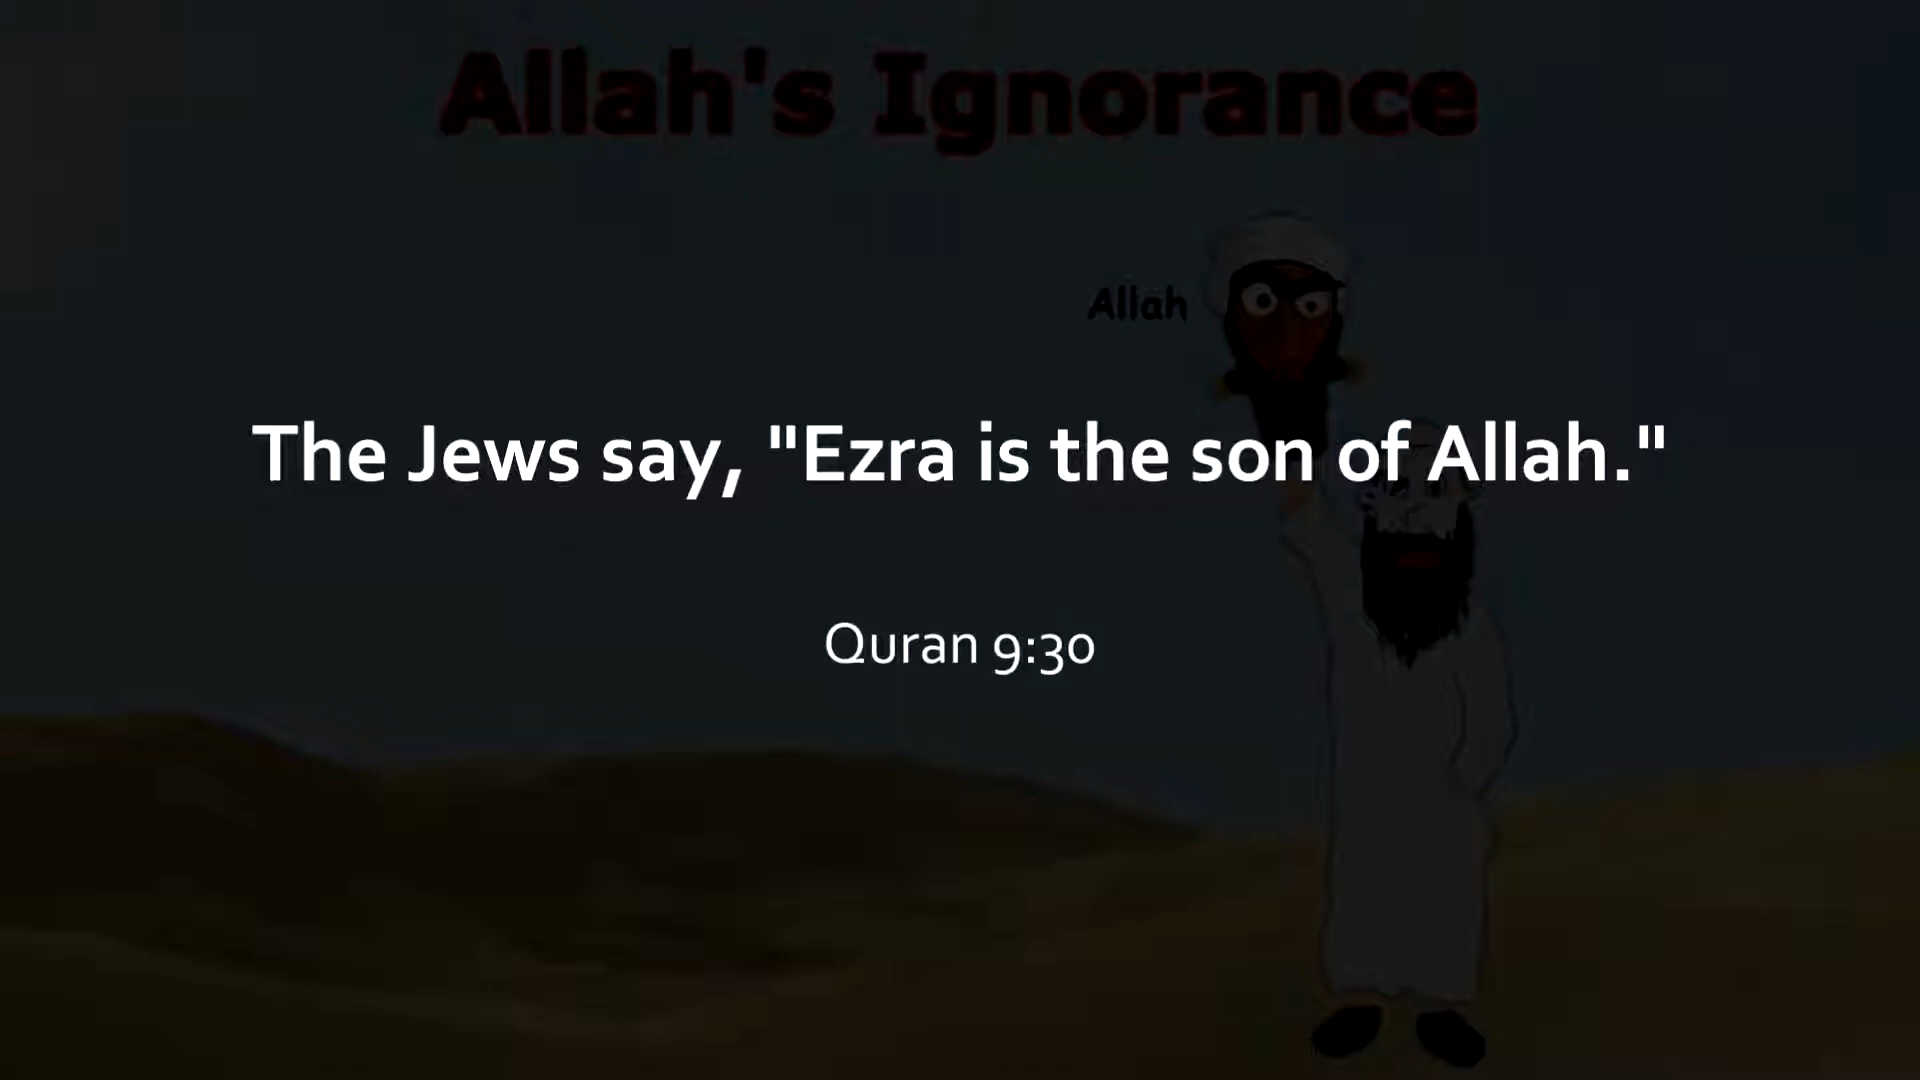 Allah's Ignorance
Allah
The Jews say, "Ezra is the son of Allah."
Quran 9:30